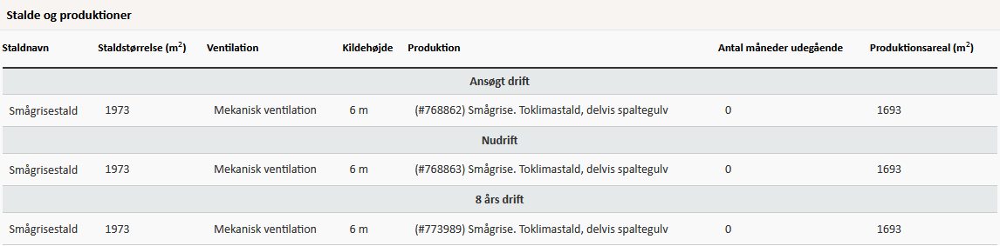 Stalde og produktioner
Staldnavn Staldstørrelse (m²) Ventilation Kildehøjde Produktion Antal måneder udegående Produktionsareal (m²)
Ansøgt drift
Smågrisestald 1973 Mekanisk ventilation 6 m (#768862) Smågrise. Toklimastald, delvis spaltegulv 0 1693
Nudrift
Smågrisestald 1973 Mekanisk ventilation 6 m (#768863) Smågrise. Toklimastald, delvis spaltegulv 0 1693
8 års drift
Smågrisestald 1973 Mekanisk ventilation 6 m (#773989) Smågrise. Toklimastald, delvis spaltegulv 0 1693